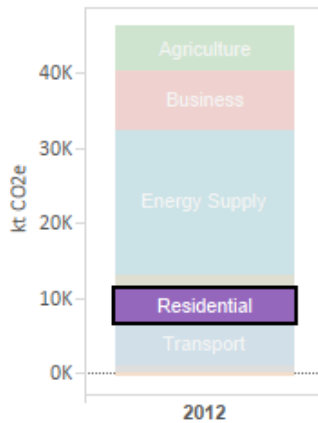 Agriculture
40K
Business
30K
kt CO2e
Energy Supply
20K
10K
Residential
Transport
0K
2012